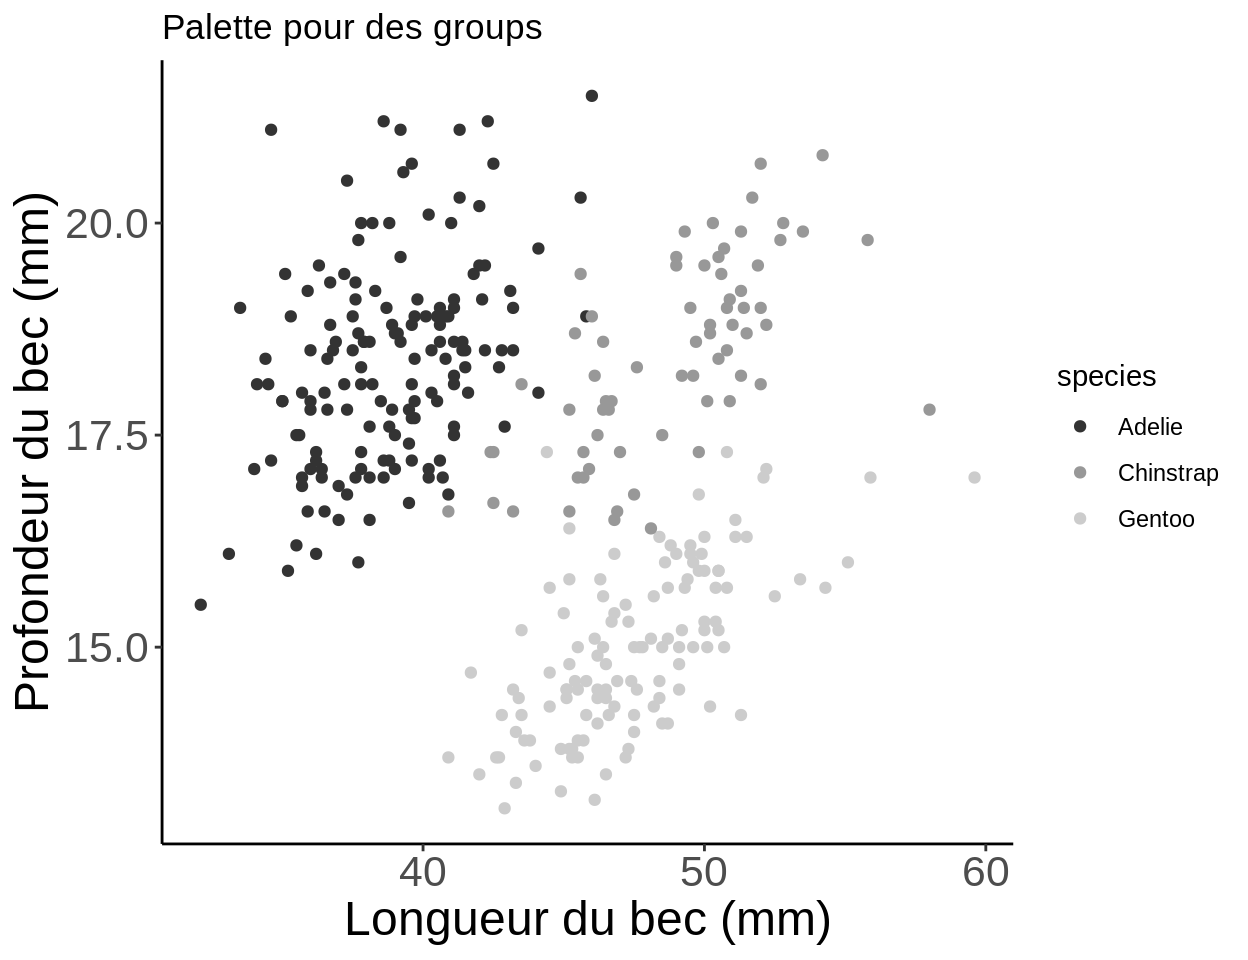 Palette pour des groups
Profondeur du bec (mm)
20.0
17.5
15.0
40
50
60
Longueur du bec (mm)
species
Adelie
Chinstrap
Gentoo